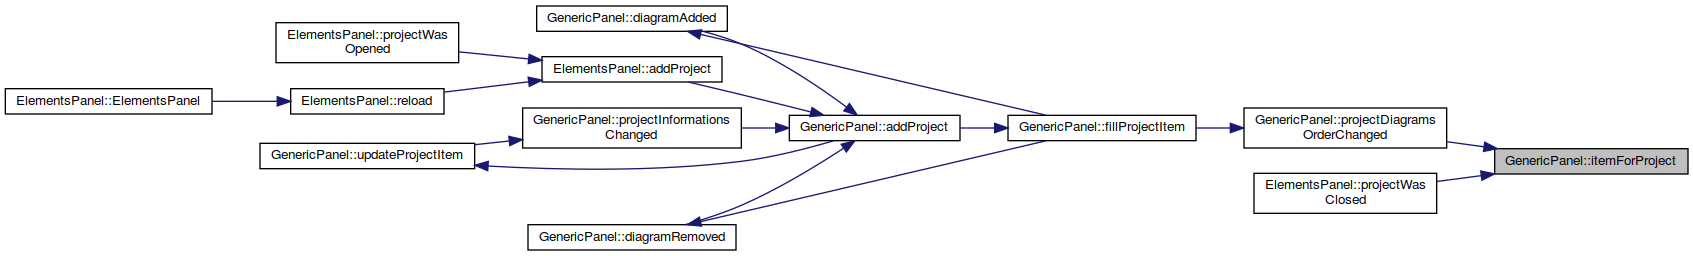 GenericPanel::diagramAdded
ElementsPanel::projectWas
Opened
ElementsPanel::addProject
ElementsPanel::ElementsPanel
ElementsPanel::reload
GenericPanel::projectInformations
Changed
GenericPanel::addProject
GenericPanel::fillProjectItem
GenericPanel::projectDiagrams
OrderChanged
GenericPanel::updateProjectItem
GenericPanel::itemForProject
ElementsPanel::projectWas
Closed
GenericPanel::diagramRemoved